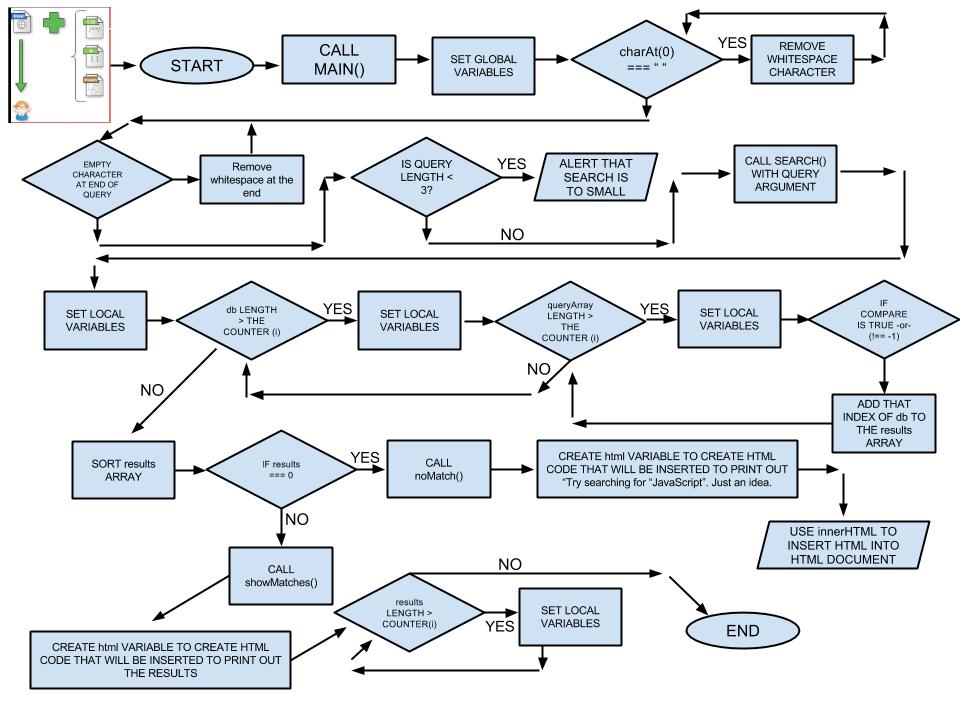 START
CALL
MAIN()
SET GLOBAL
VARIABLES
charAt(0)
=== " "
YES
REMOVE
WHITESPACE
CHARACTER
EMPTY
CHARACTER
AT END OF
QUERY
Remove
whitespace at the
end
IS QUERY
LENGTH <
3?
YES
ALERT THAT
SEARCH IS
TO SMALL
NO
CALL SEARCH()
WITH QUERY
ARGUMENT
SET LOCAL
VARIABLES
db LENGTH
> THE
COUNTER (i)
YES
SET LOCAL
VARIABLES
queryArray
LENGTH >
THE
COUNTER (i)
YES
SET LOCAL
VARIABLES
IF
COMPARE
IS TRUE -or-
(!== -1)
NO
NO
ADD THAT
INDEX OF db TO
THE results
ARRAY
SORT results
ARRAY
IF results
=== 0
YES
CALL
noMatch()
CREATE html VARIABLE TO CREATE HTML
CODE THAT WILL BE INSERTED TO PRINT OUT
“Try searching for “JavaScript”. Just an idea.
NO
USE innerHTML TO
INSERT HTML INTO
HTML DOCUMENT
CALL
showMatches()
CREATE html VARIABLE TO CREATE HTML
CODE THAT WILL BE INSERTED TO PRINT OUT
THE RESULTS
results
LENGTH >
COUNTER(i)
NO
YES
SET LOCAL
VARIABLES
END